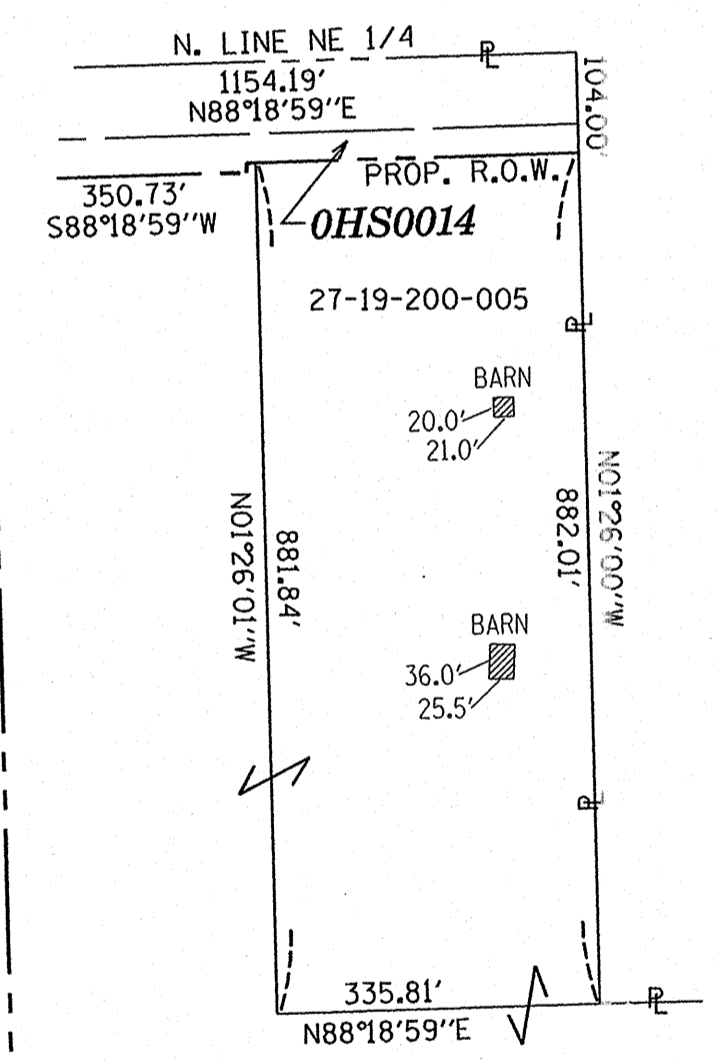 N. LINE NE 1/4
PL
1154.19'
N88°18'59"E
104.00'
PROP. R.O.W.
350.73'
S88°18'59"W
OHS0014
27-19-200-005
PL
BARN
20.0'
21.0'
N01°26'01"W
881.84'
882.01'
N01°26'00"W
BARN
36.0'
25.5'
PL
335.81'
N88°18'59"E
PL